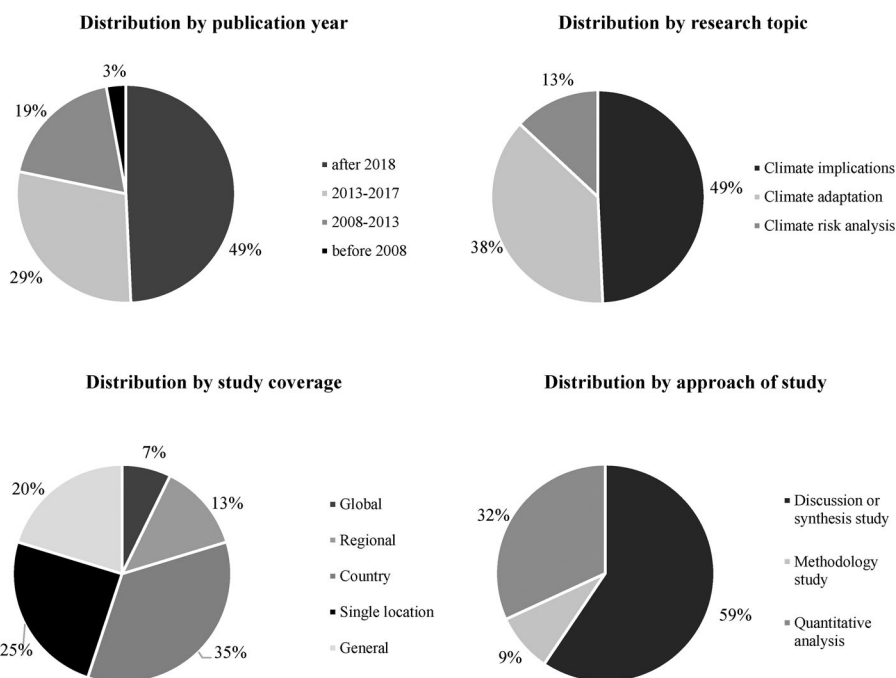 Distribution by publication year
3%
19%
29%
49%
after 2018
2013-2017
2008-2013
before 2008
Distribution by research topic
13%
38%
49%
Climate implications
Climate adaptation
Climate risk analysis
Distribution by study coverage
7%
20%
13%
25%
35%
Global
Regional
Country
Single location
General
Distribution by approach of study
32%
9%
59%
Discussion or
synthesis study
Methodology
study
Quantitative
analysis